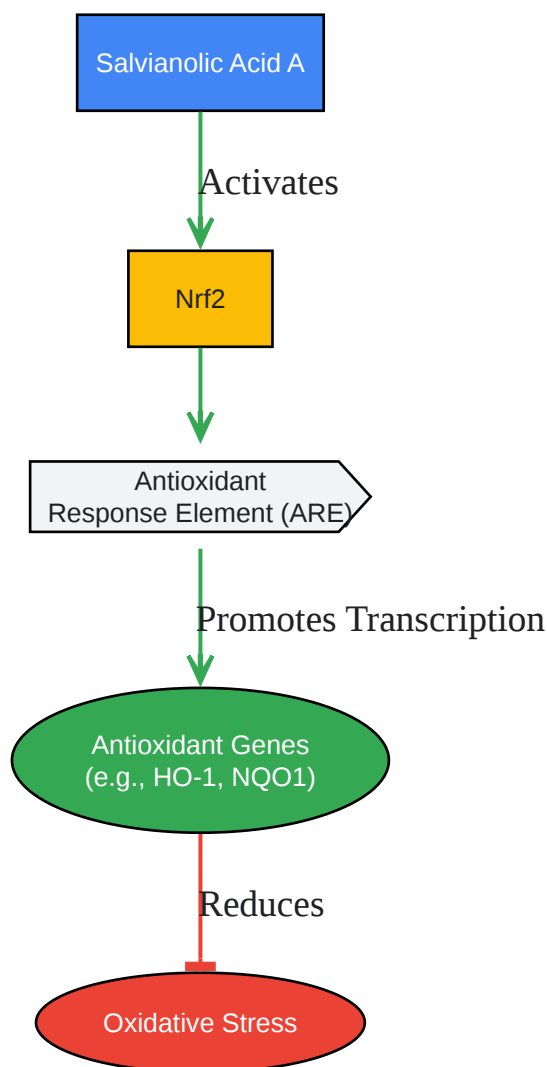 Salvianolic Acid A
Activates
Nrf2
Antioxidant
Response Element (ARE)
Promotes Transcription
Antioxidant Genes
(e.g., HO-1, NQO1)
Reduces
Oxidative Stress